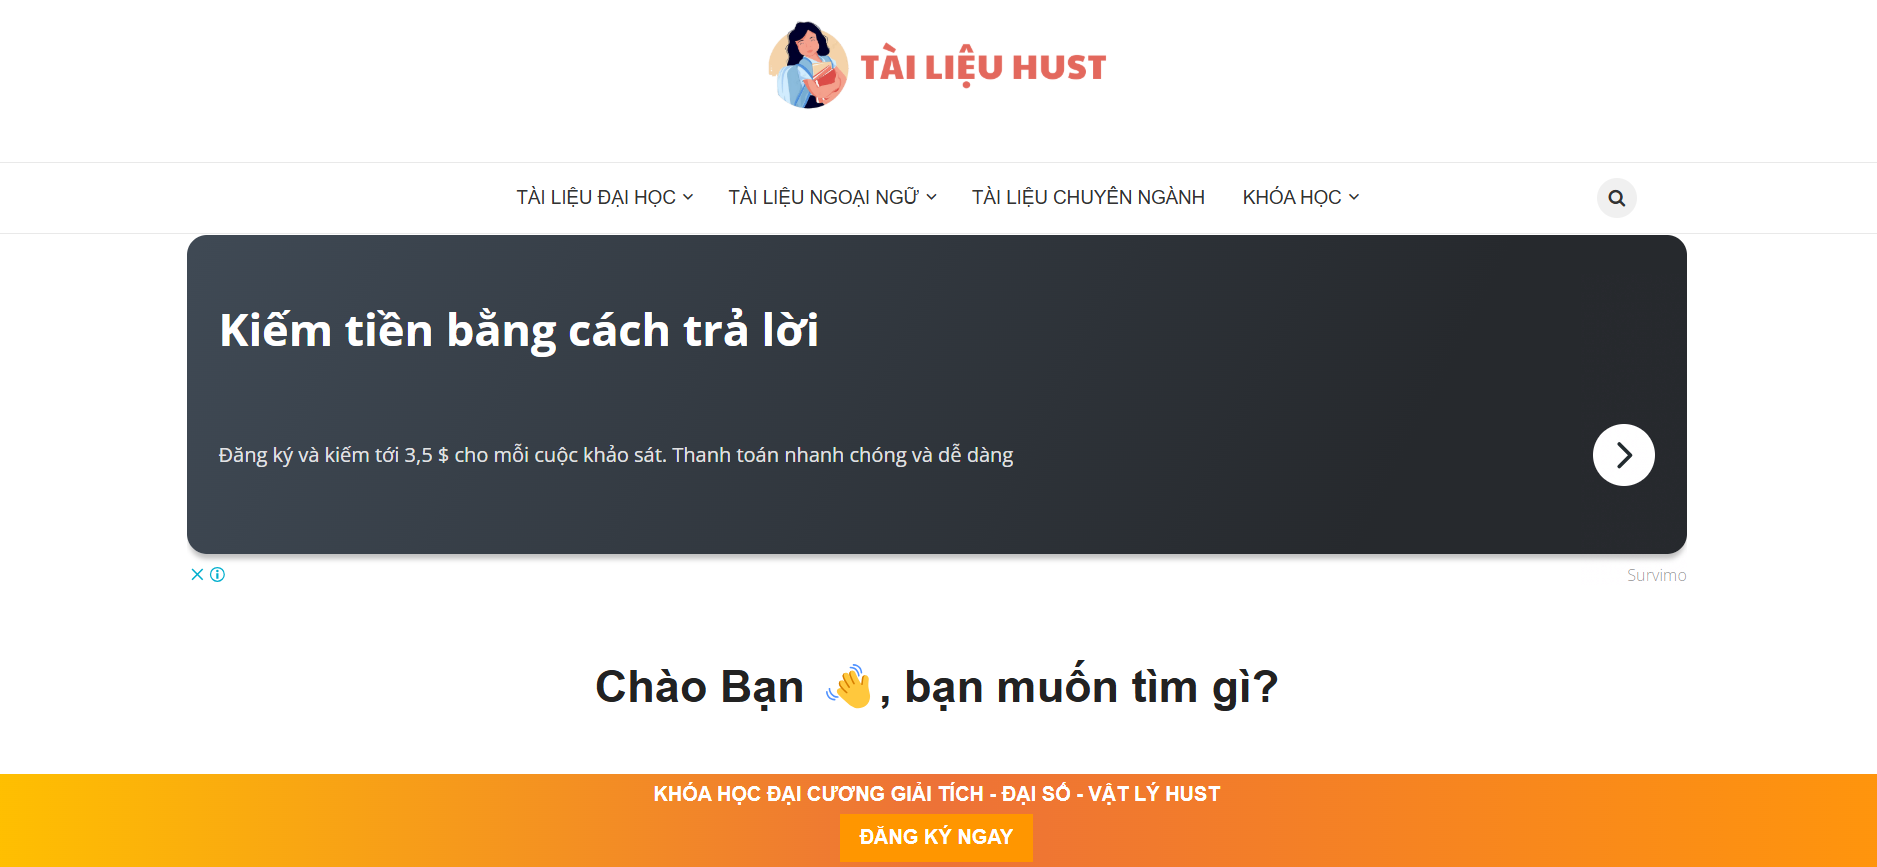 TÀI LIỆU HUST
TÀI LIỆU ĐẠI HỌC TÀI LIỆU NGOẠI NGỮ TÀI LIỆU CHUYÊN NGÀNH KHÓA HỌC
Kiếm tiền bằng cách trả lời
Đăng ký và kiếm tới 3,5 $ cho mỗi cuộc khảo sát. Thanh toán nhanh chóng và dễ dàng
Survimo
Chào Bạn 👋, bạn muốn tìm gì?
KHÓA HỌC ĐẠI CƯƠNG GIẢI TÍCH - ĐẠI SỐ - VẬT LÝ HUST
ĐĂNG KÝ NGAY